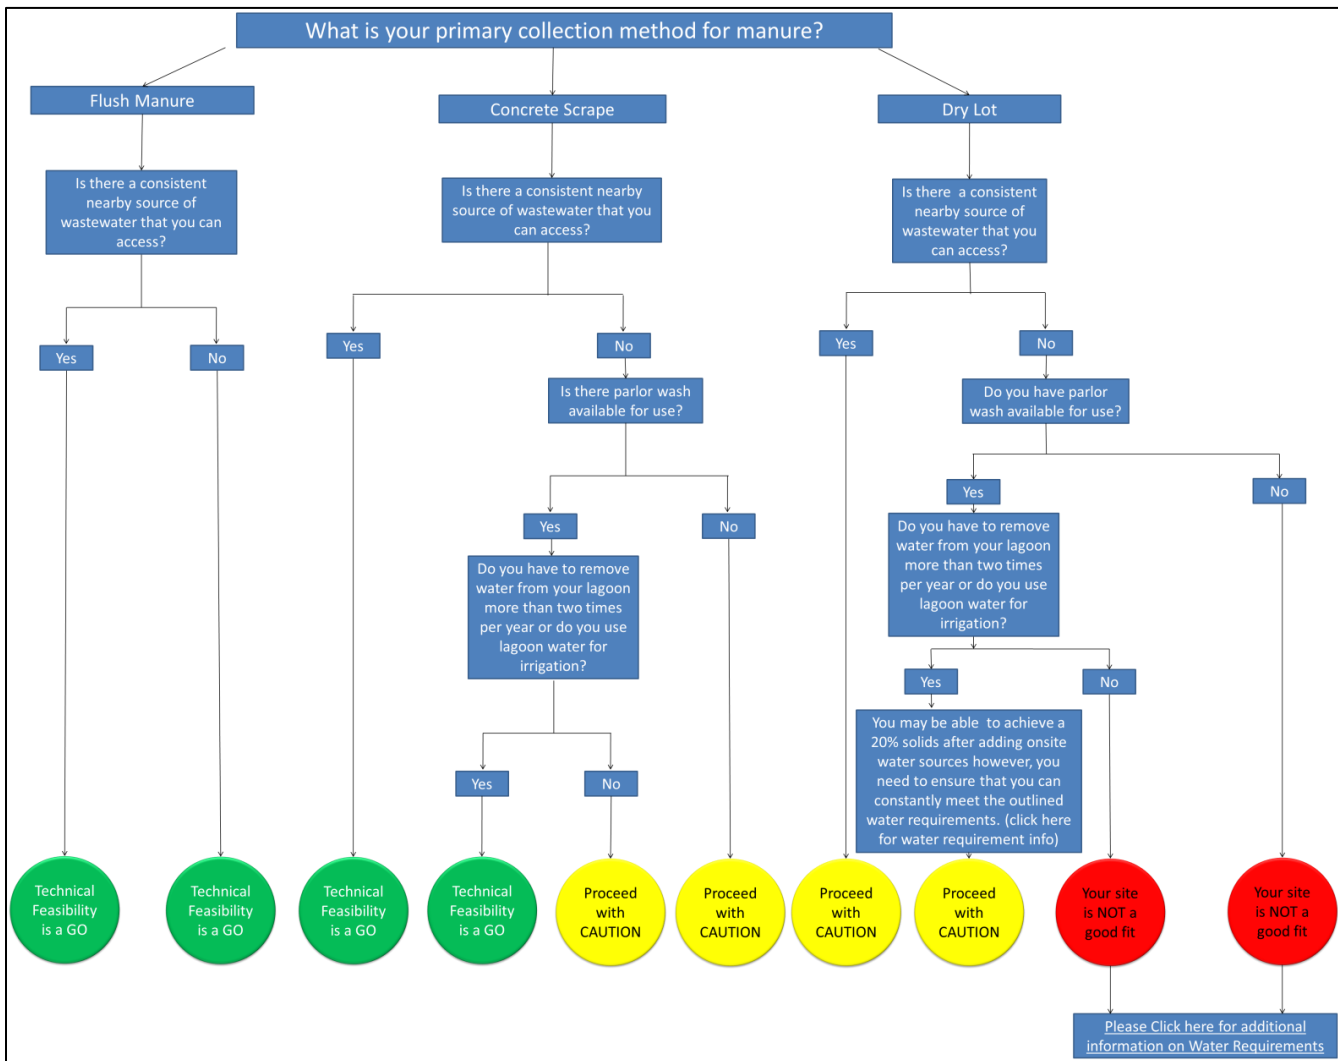 What is your primary collection method for manure?
Flush Manure
Concrete Scrape
Dry Lot
Is there a consistent
nearby source of
wastewater that you can
access?
Is there a consistent nearby
source of wastewater that you
can access?
Is there  a consistent
nearby source of
wastewater that you
can access?
Yes
No
Yes
No
Yes
No
Is there parlor wash
available for use?
Do you have parlor
wash available for use?
Yes
No
Yes
No
Do you have to remove
water from your lagoon
more than two times
per year or do you use
lagoon water for
irrigation?
Do you have to remove
water from your lagoon
more than two times
per year or do you use
lagoon water for
irrigation?
Yes
No
Yes
No
You may be able  to achieve a
20% solids after adding onsite
water sources however, you
need to ensure that you can
constantly meet the outlined
water requirements. (click here
for water requirement info)
Technical
Feasibility
is a GO
Technical
Feasibility
is a GO
Technical
Feasibility
is a GO
Technical
Feasibility
is a GO
Proceed
with
CAUTION
Proceed
with
CAUTION
Proceed
with
CAUTION
Proceed
with
CAUTION
Your site
is NOT a
good fit
Your site
is NOT a
good fit
Please Click here for additional
information on Water Requirements